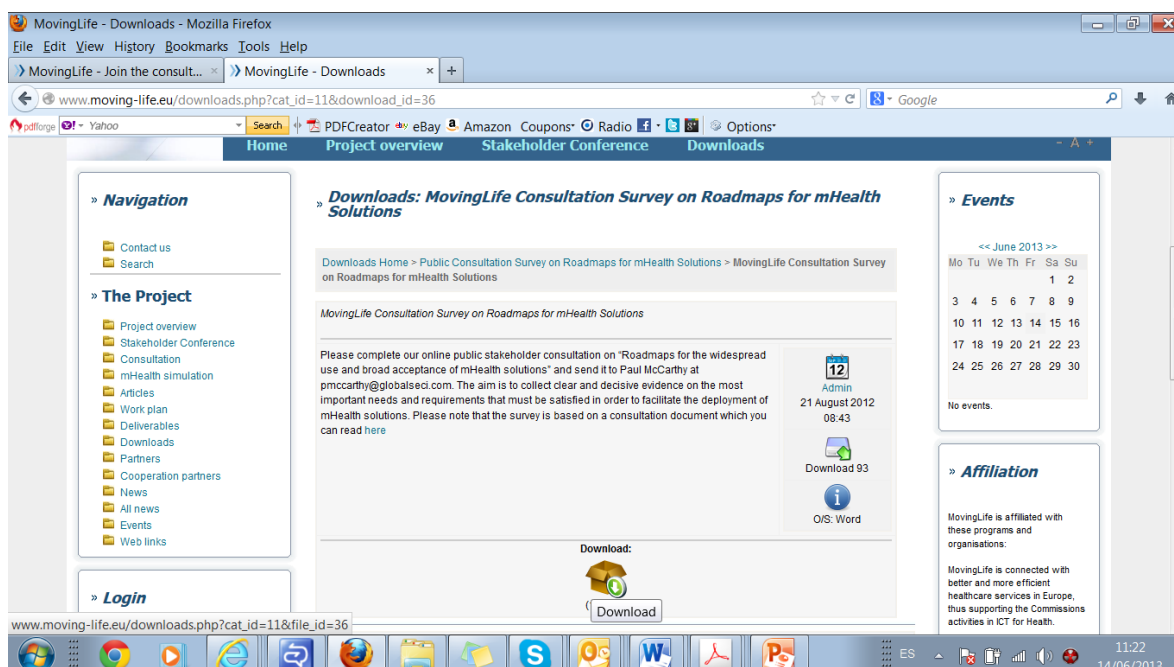 MovingLife - Downloads - Mozilla Firefox
File Edit View History Bookmarks Tools Help
MovingLife - Join the consult... × MovingLife - Downloads × +
www.moving-life.eu/downloads.php?cat_id=11&download_id=36 Google
pdfforge Yahoo Search PDFCreator eBay Amazon Coupons Radio Options
Home Project overview Stakeholder Conference Downloads - A +
» Navigation
Contact us
Search
» The Project
Project overview
Stakeholder Conference
Consultation
mHealth simulation
Articles
Work plan
Deliverables
Downloads
Partners
Cooperation partners
News
All news
Events
Web links
» Login
» Downloads: MovingLife Consultation Survey on Roadmaps for mHealth
Solutions
Downloads Home > Public Consultation Survey on Roadmaps for mHealth Solutions > MovingLife Consultation Survey
on Roadmaps for mHealth Solutions
MovingLife Consultation Survey on Roadmaps for mHealth Solutions
Please complete our online public stakeholder consultation on "Roadmaps for the widespread
use and broad acceptance of mHealth solutions" and send it to Paul McCarthy at
pmccarthy@globalseci.com. The aim is to collect clear and decisive evidence on the most
important needs and requirements that must be satisfied in order to facilitate the deployment of
mHealth solutions. Please note that the survey is based on a consultation document which you
can read here
12
Admin
21 August 2012
08:43
Download 93
O/S: Word
Download:
Download
» Events
<< June 2013 >>
Mo Tu We Th Fr Sa Su
1 2
3 4 5 6 7 8 9
10 11 12 13 14 15 16
17 18 19 20 21 22 23
24 25 26 27 28 29 30
No events.
» Affiliation
MovingLife is affiliated with
these programs and
organisations:
MovingLife is connected with
better and more efficient
healthcare services in Europe,
thus supporting the Commissions
activities in ICT for Health.
www.moving-life.eu/downloads.php?cat_id=11&file_id=36
ES 11:22
14/06/2013